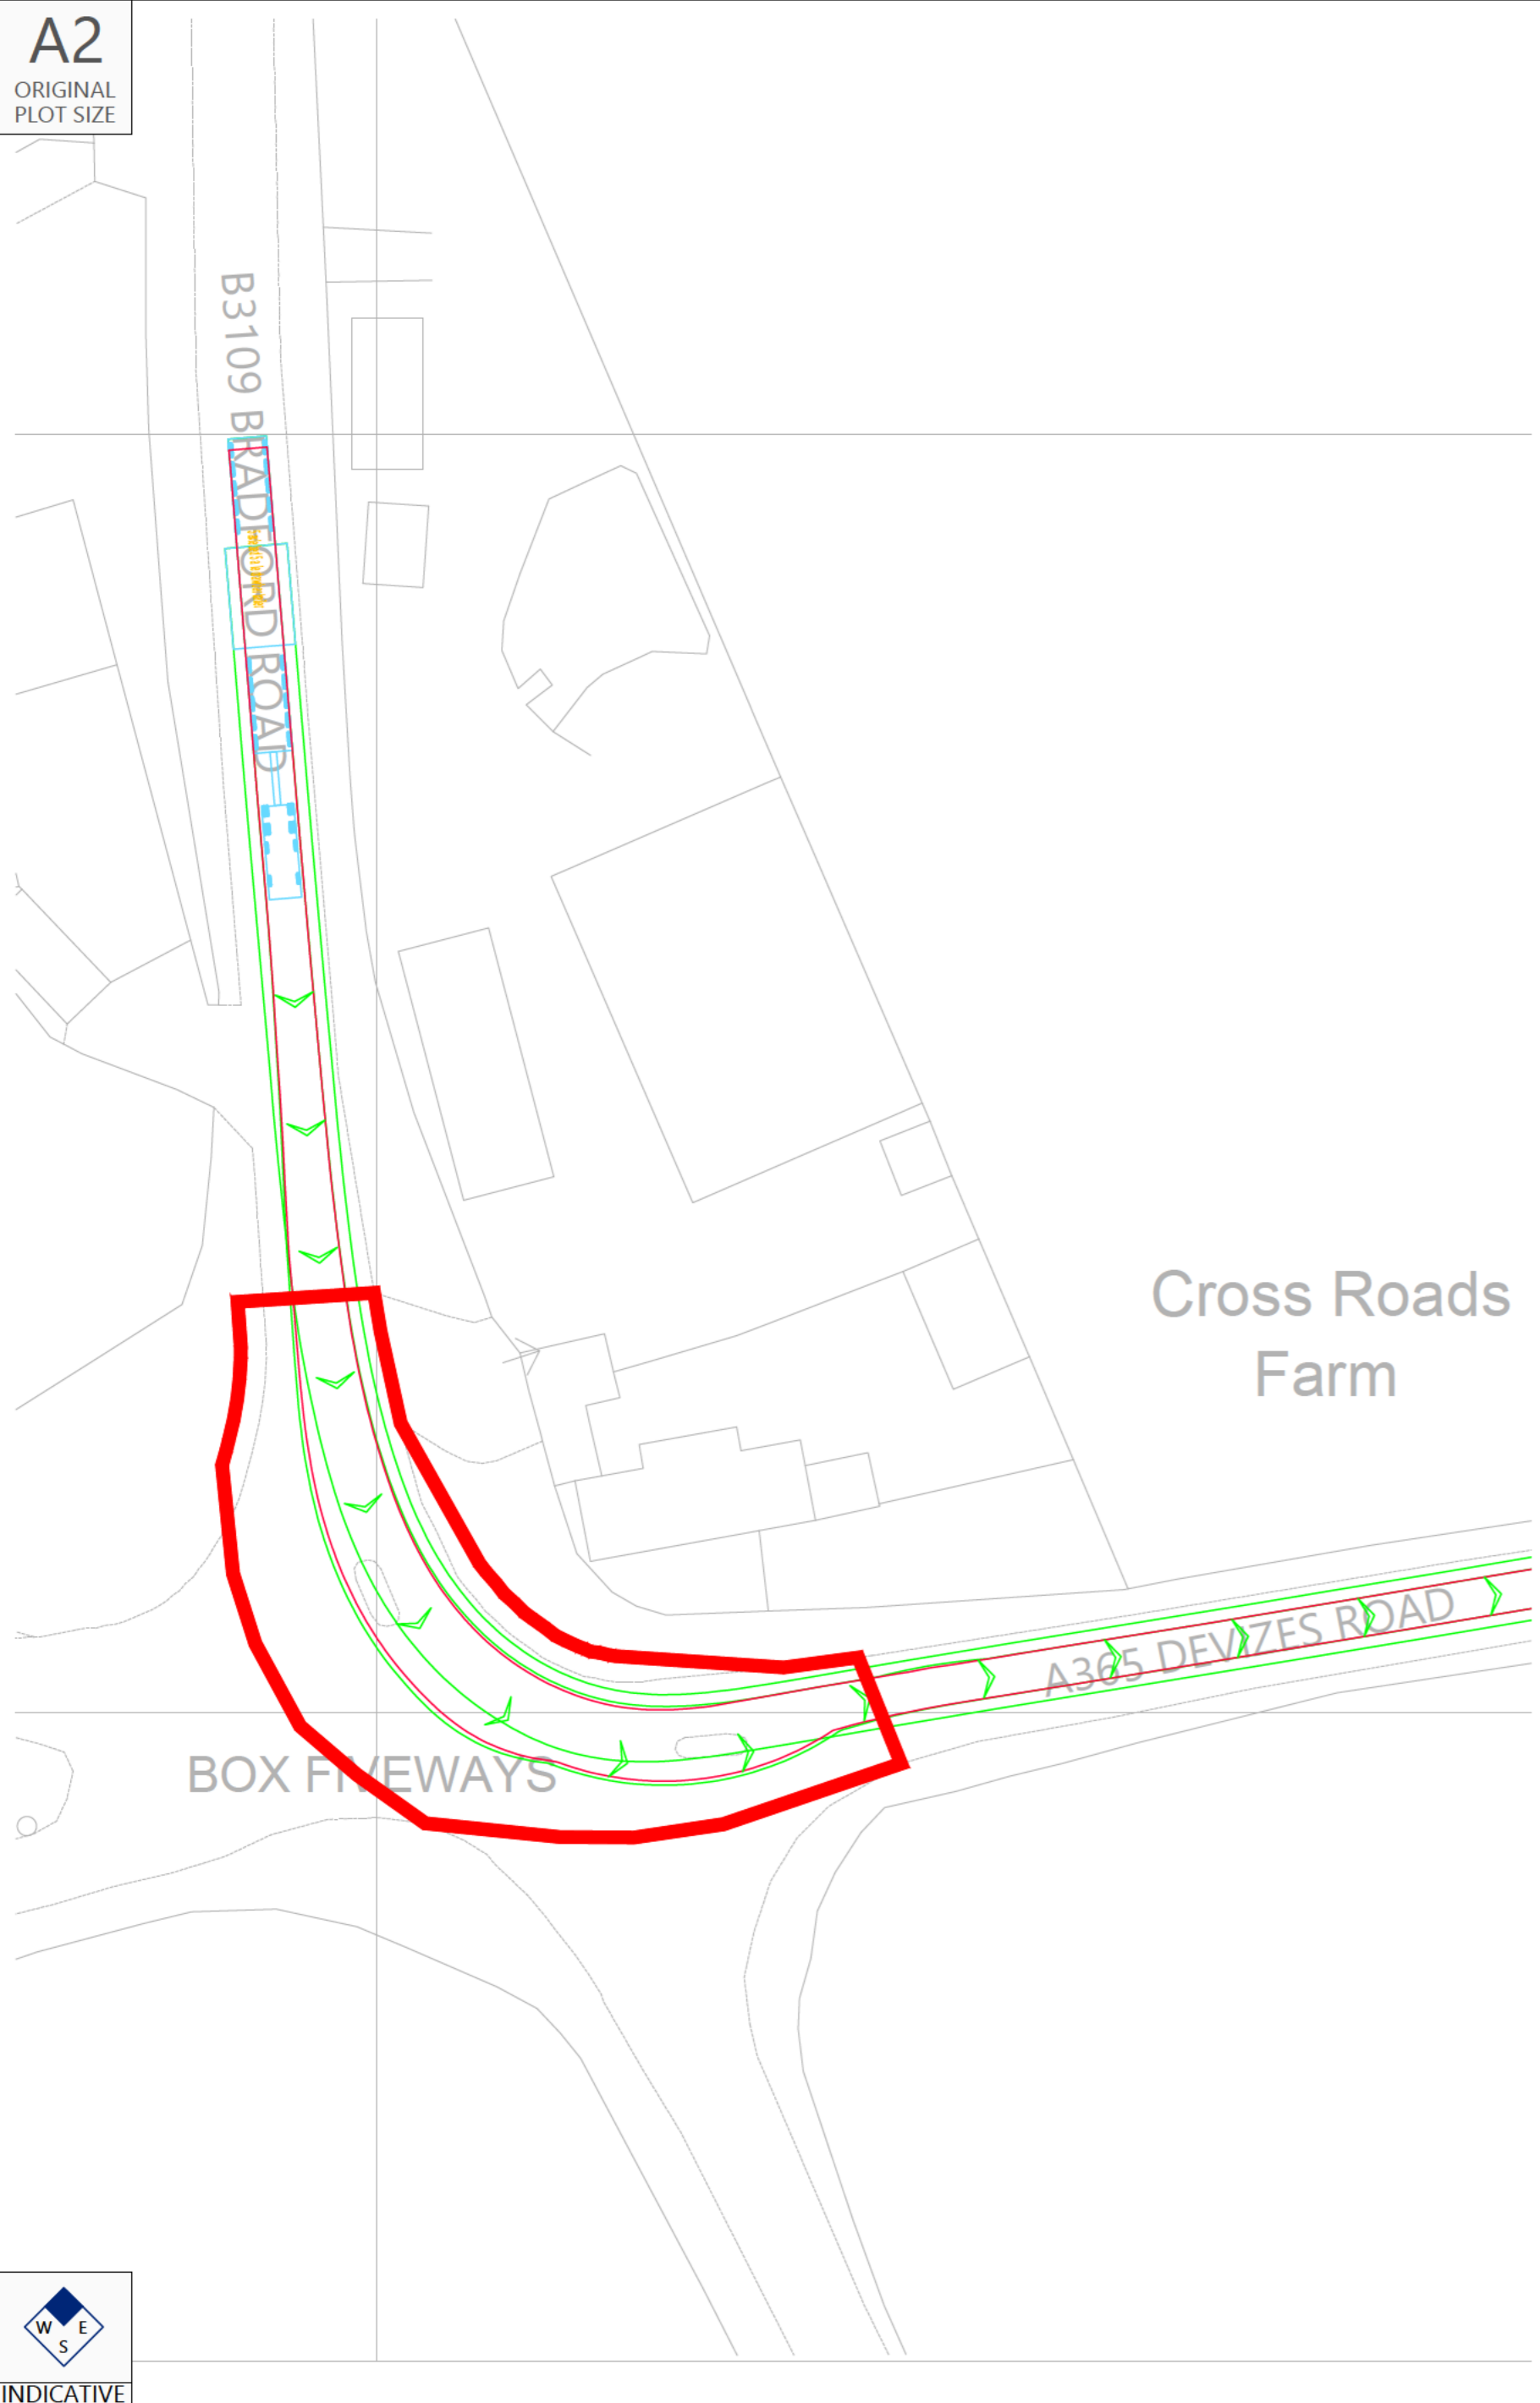 A2
ORIGINAL
PLOT SIZE
B3109 BRADFORD ROAD
Cross Roads
Farm
A365 DEVIZES ROAD
BOX FIVEWAYS
W E
S
INDICATIVE